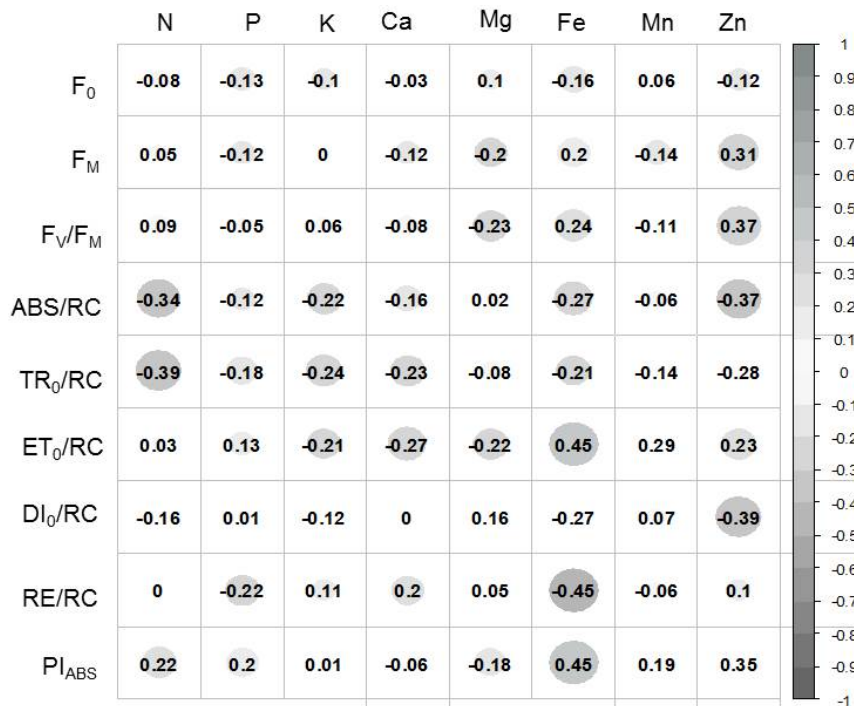 N P K Ca Mg Fe Mn Zn
F₀ -0.08 -0.13 -0.1 -0.03 0.1 -0.16 0.06 -0.12
F_M 0.05 -0.12 0 -0.12 -0.2 0.2 -0.14 0.31
F_V/F_M 0.09 -0.05 0.06 -0.08 -0.23 0.24 -0.11 0.37
ABS/RC -0.34 -0.12 -0.22 -0.16 0.02 -0.27 -0.06 -0.37
TR₀/RC -0.39 -0.18 -0.24 -0.23 -0.08 -0.21 -0.14 -0.28
ET₀/RC 0.03 0.13 -0.21 -0.27 -0.22 0.45 0.29 0.23
DI₀/RC -0.16 0.01 -0.12 0 0.16 -0.27 0.07 -0.39
RE/RC 0 -0.22 0.11 0.2 0.05 -0.45 -0.06 0.1
PI_ABS 0.22 0.2 0.01 -0.06 -0.18 0.45 0.19 0.35
1
0.9
0.8
0.7
0.6
0.5
0.4
0.3
0.2
0.1
0
-0.1
-0.2
-0.3
-0.4
-0.5
-0.6
-0.7
-0.8
-0.9
-1